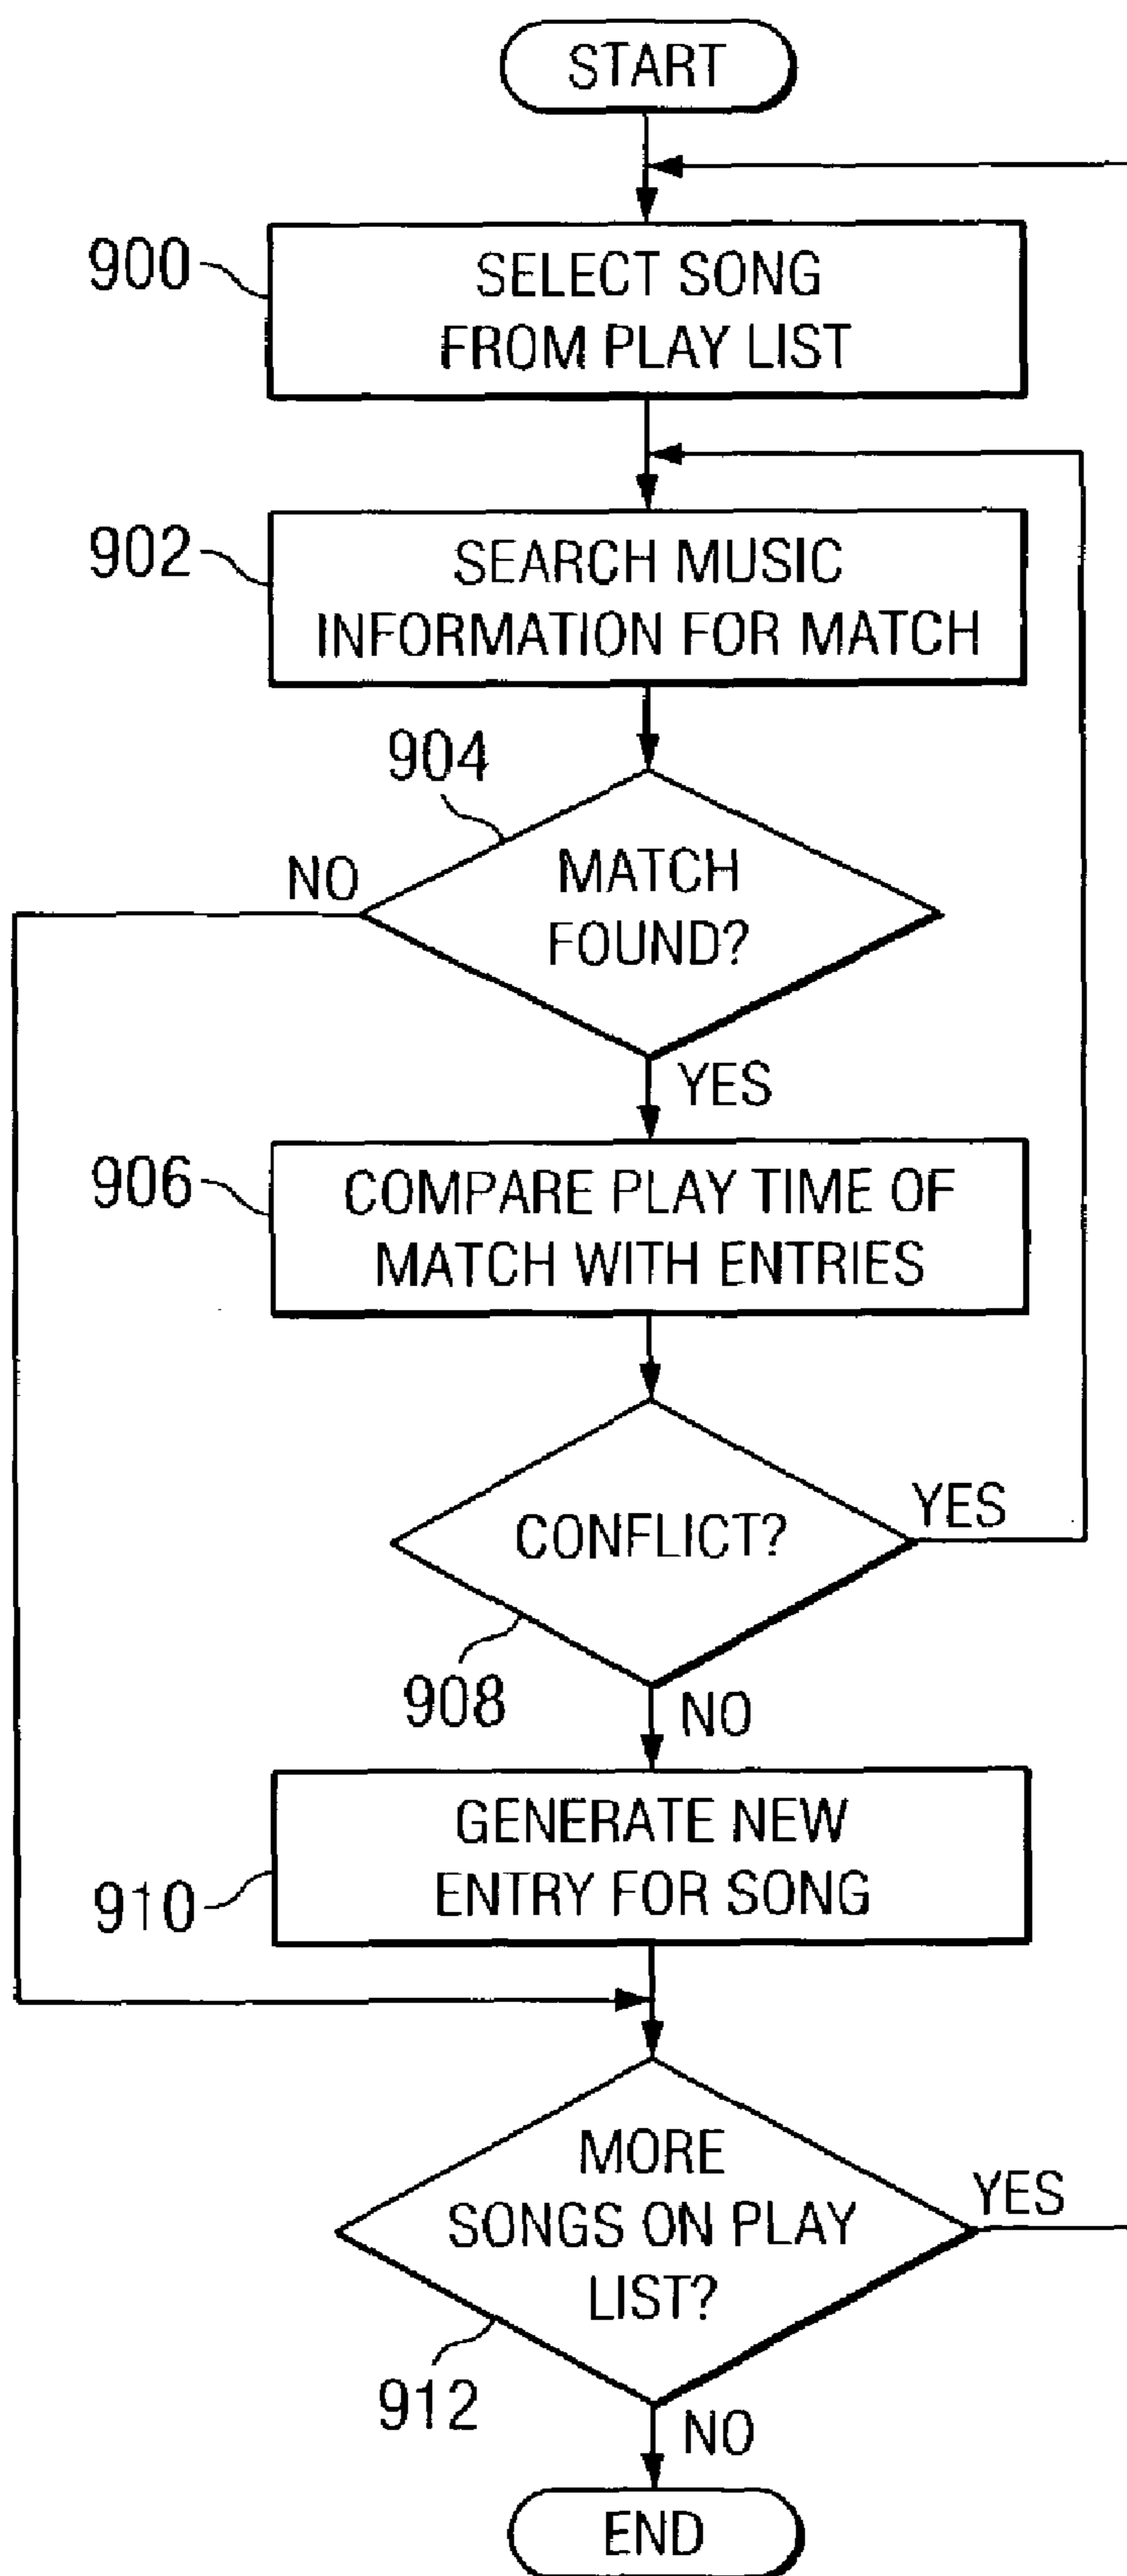 START
900
SELECT SONG
FROM PLAY LIST
902
SEARCH MUSIC
INFORMATION FOR MATCH
904
NO
MATCH
FOUND?
YES
906
COMPARE PLAY TIME OF
MATCH WITH ENTRIES
CONFLICT?
YES
908
NO
GENERATE NEW
ENTRY FOR SONG
910
MORE
SONGS ON PLAY
LIST?
YES
912
NO
END